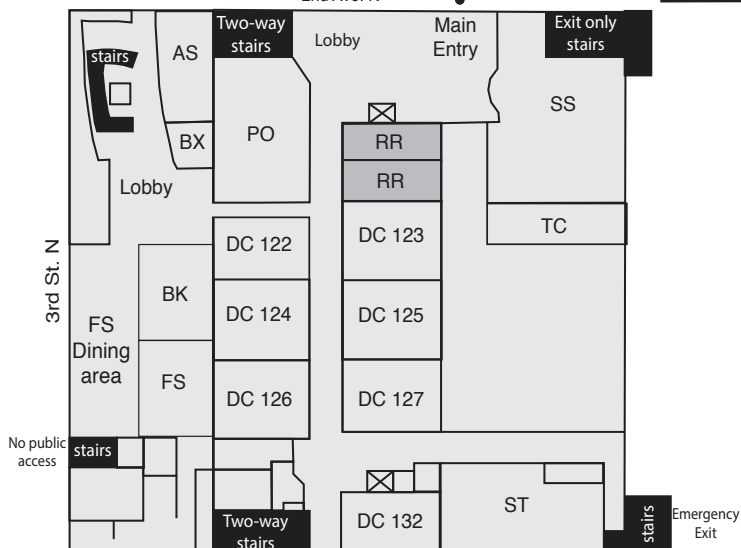 Two-way
stairs
Lobby
Main
Entry
Exit only
stairs
stairs
AS
SS
BX
PO
RR
RR
Lobby
TC
DC 122
DC 123
3rd St. N
BK
DC 124
DC 125
FS
Dining
area
FS
DC 126
DC 127
No public
access
stairs
ST
DC 132
Two-way
stairs
stairs
Emergency
Exit